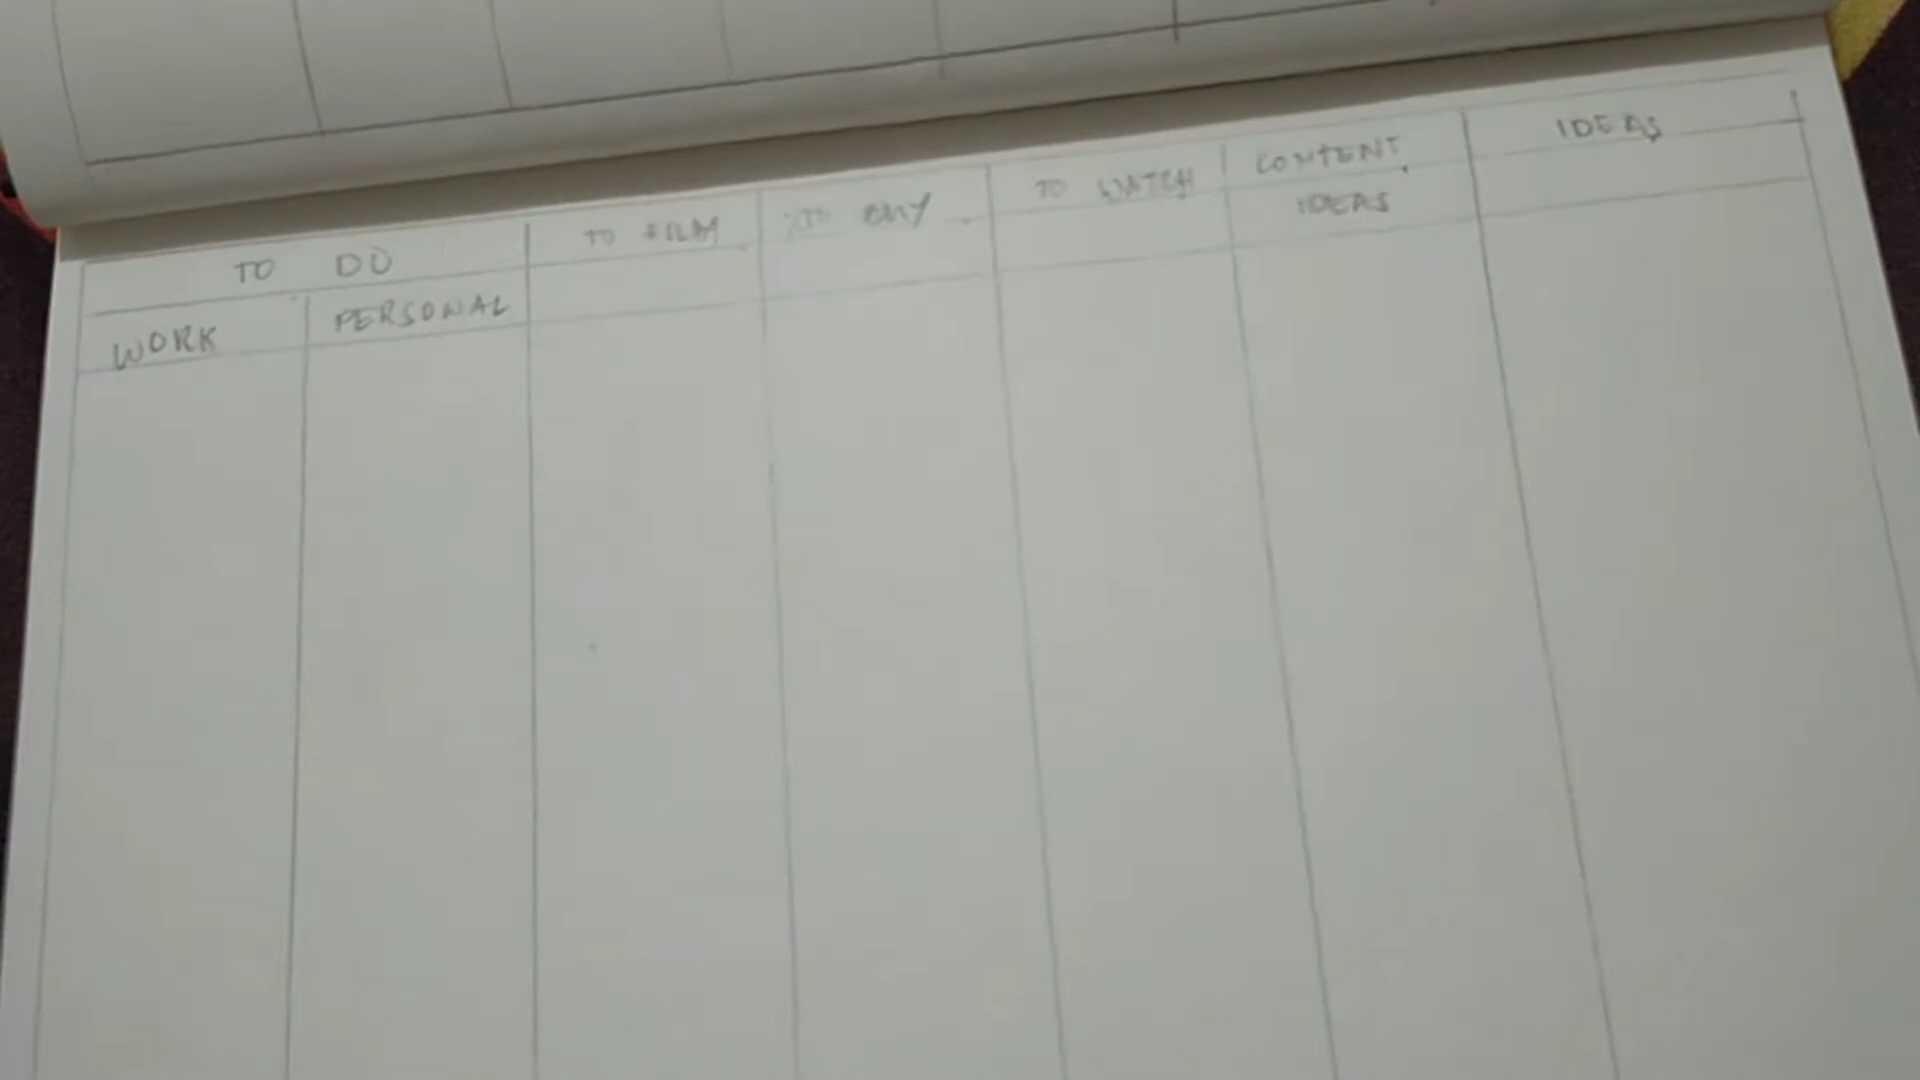 TO DO
TO FILM
TO BUY
TO WATCH
CONTENT
IDEAS
IDEAS
WORK
PERSONAL